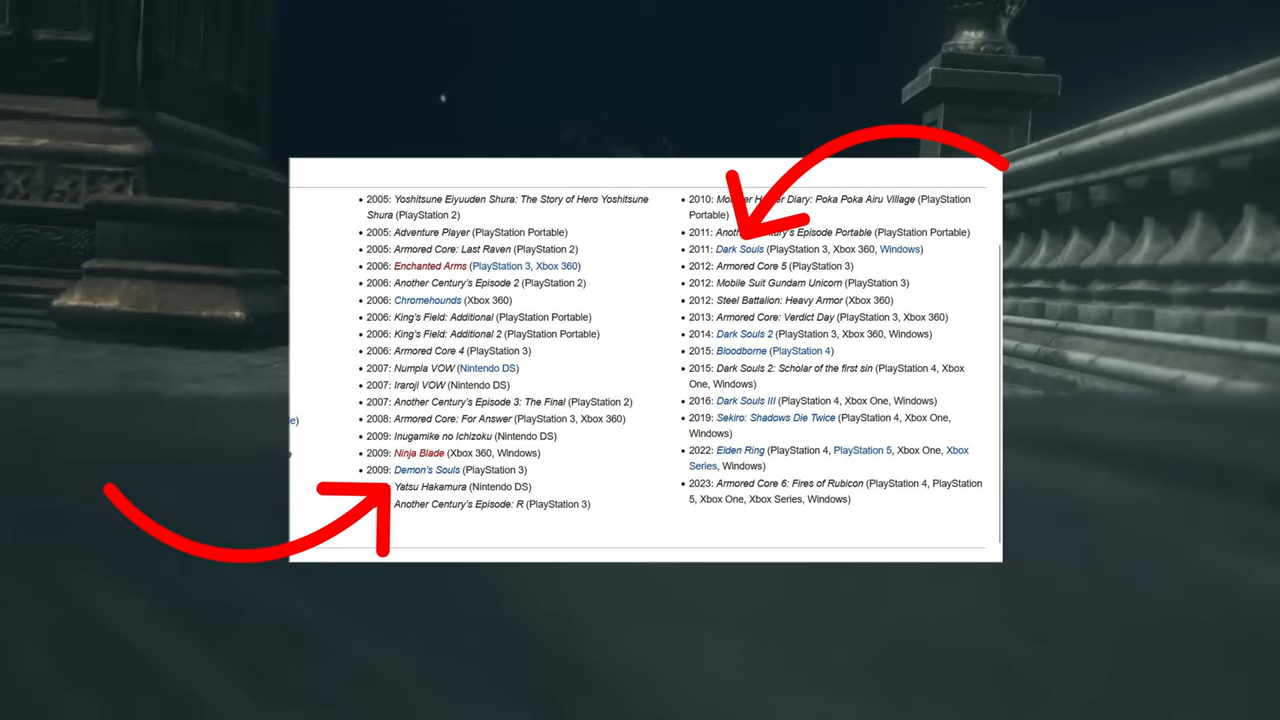 • 2005: Yoshitsune Eiyuuden Shura: The Story of Hero Yoshitsune
Shura (PlayStation 2)
• 2005: Adventure Player (PlayStation Portable)
• 2005: Armored Core: Last Raven (PlayStation 2)
• 2006: Enchanted Arms (PlayStation 3, Xbox 360)
• 2006: Another Century's Episode 2 (PlayStation 2)
• 2006: Chromehounds (Xbox 360)
• 2006: King's Field: Additional (PlayStation Portable)
• 2006: King's Field: Additional 2 (PlayStation Portable)
• 2006: Armored Core 4 (PlayStation 3)
• 2007: Numpla VOW (Nintendo DS)
• 2007: Iraroji VOW (Nintendo DS)
• 2007: Another Century's Episode 3: The Final (PlayStation 2)
• 2008: Armored Core: For Answer (PlayStation 3, Xbox 360)
e)
• 2009: Inugamike no Ichizoku (Nintendo DS)
• 2009: Ninja Blade (Xbox 360, Windows)
• 2009: Demon's Souls (PlayStation 3)
Yatsu Hakamura (Nintendo DS)
Another Century's Episode: R (PlayStation 3)
• 2010: Diary: Poka Poka Airu Village (PlayStation
Portable)
• 2011: Century's Episode Portable (PlayStation Portable)
• 2011: Dark Souls (PlayStation 3, Xbox 360, Windows)
• 2012: Armored Core 5 (PlayStation 3)
• 2012: Mobile Suit Gundam Unicorn (PlayStation 3)
• 2012: Steel Battalion: Heavy Armor (Xbox 360)
• 2013: Armored Core: Verdict Day (PlayStation 3, Xbox 360)
• 2014: Dark Souls 2 (PlayStation 3, Xbox 360, Windows)
• 2015: Bloodborne (PlayStation 4)
• 2015: Dark Souls 2: Scholar of the first sin (PlayStation 4, Xbox
One, Windows)
• 2016: Dark Souls III (PlayStation 4, Xbox One, Windows)
• 2019: Sekiro: Shadows Die Twice (PlayStation 4, Xbox One,
Windows)
• 2022: Elden Ring (PlayStation 4, PlayStation 5, Xbox One, Xbox
Series, Windows)
• 2023: Armored Core 6: Fires of Rubicon (PlayStation 4, PlayStation
5, Xbox One, Xbox Series, Windows)